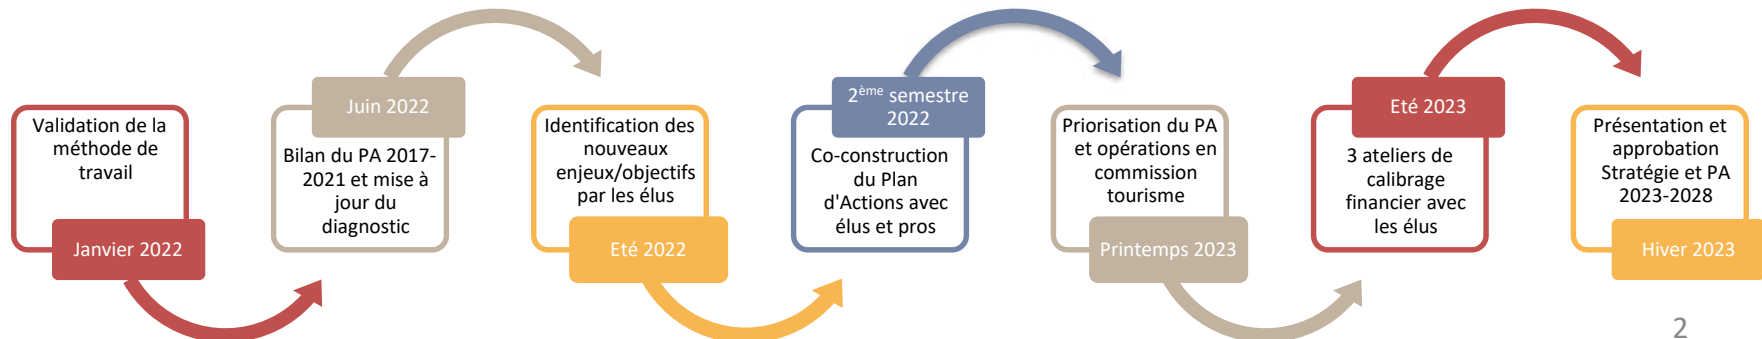 Validation de la
méthode de
travail
Janvier 2022
Juin 2022
Bilan du PA 2017-
2021 et mise à
jour du
diagnostic
Identification des
nouveaux
enjeux/objectifs
par les élus
Eté 2022
2ème semestre
2022
Co-construction
du Plan
d'Actions avec
élus et pros
Priorisation du PA
et opérations en
commission
tourisme
Printemps 2023
Eté 2023
3 ateliers de
calibrage
financier avec
les élus
Présentation et
approbation
Stratégie et PA
2023-2028
Hiver 2023
2